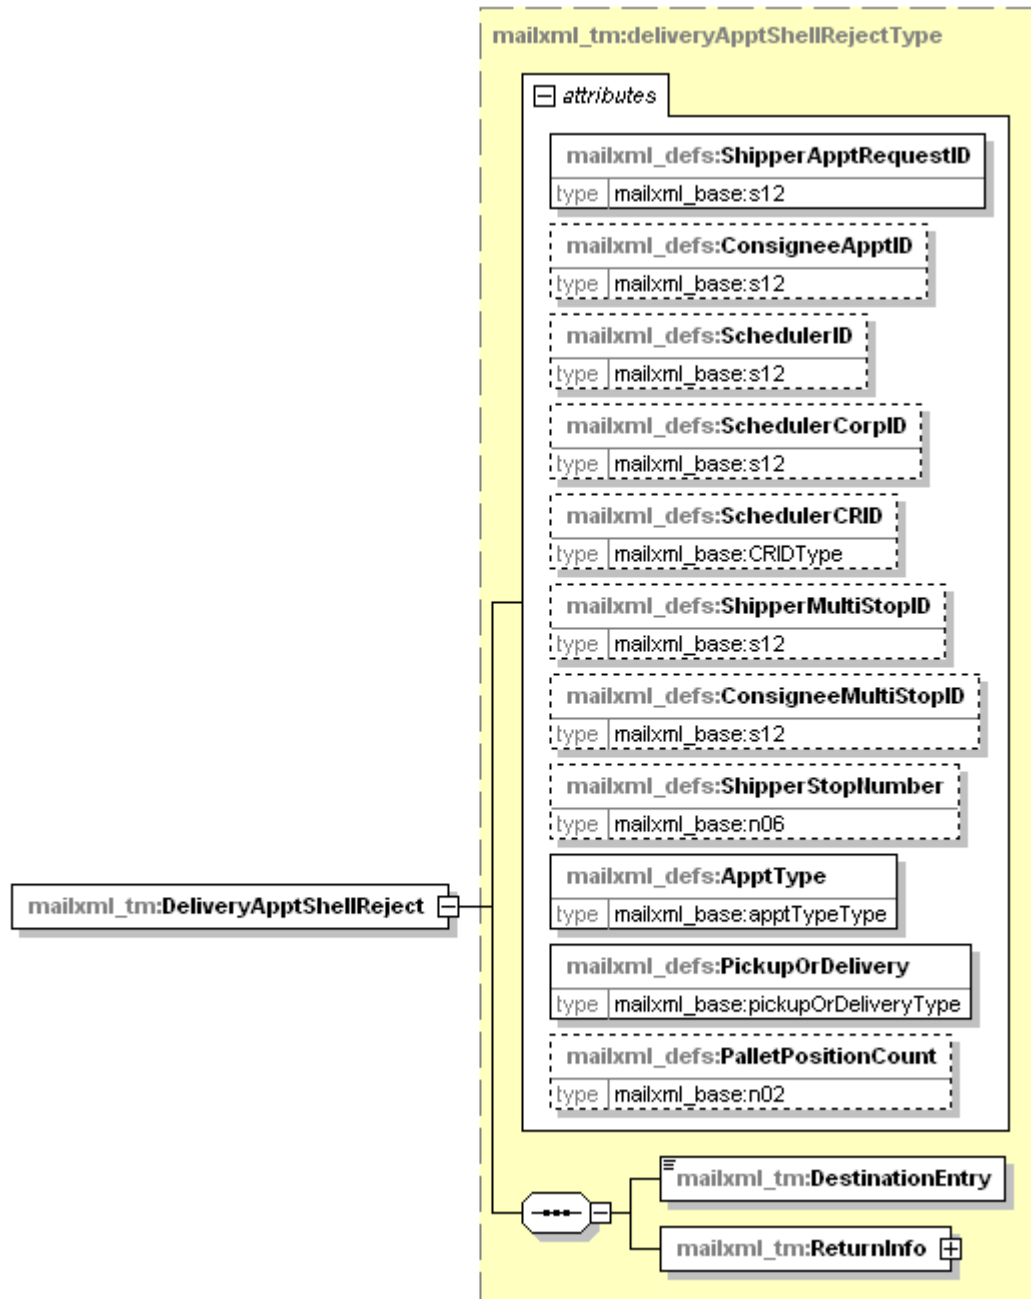 mailxml_tm:deliveryApptShellRejectType
attributes
mailxml_defs:ShipperApptRequestID
type mailxml_base:s12
mailxml_defs:ConsigneeApptID
type mailxml_base:s12
mailxml_defs:SchedulerID
type mailxml_base:s12
mailxml_defs:SchedulerCorpID
type mailxml_base:s12
mailxml_defs:SchedulerCRID
type mailxml_base:CRIDType
mailxml_defs:ShipperMultiStopID
type mailxml_base:s12
mailxml_defs:ConsigneeMultiStopID
type mailxml_base:s12
mailxml_defs:ShipperStopNumber
type mailxml_base:n06
mailxml_defs:ApptType
type mailxml_base:apptTypeType
mailxml_tm:DeliveryApptShellReject
mailxml_defs:PickupOrDelivery
type mailxml_base:pickupOrDeliveryType
mailxml_defs:PalletPositionCount
type mailxml_base:n02
mailxml_tm:DestinationEntry
mailxml_tm:ReturnInfo